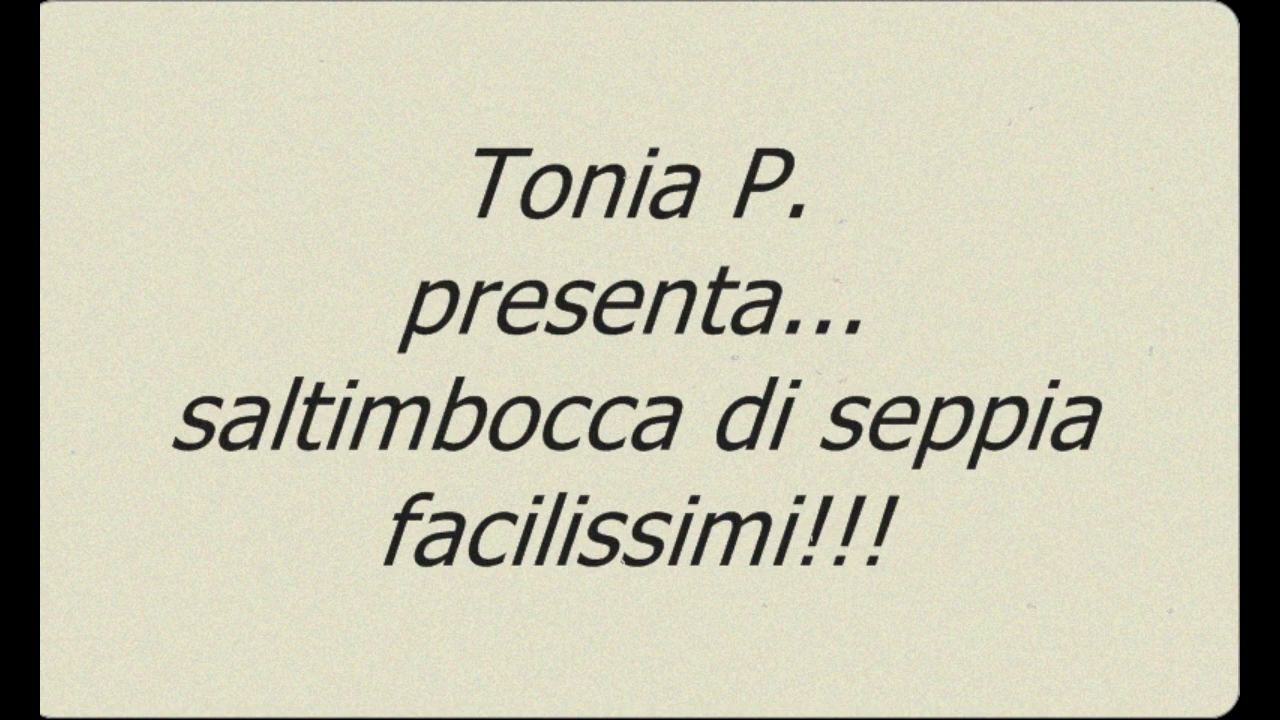 Tonia P.
presenta...
saltimbocca di seppia
facilissimi!!!